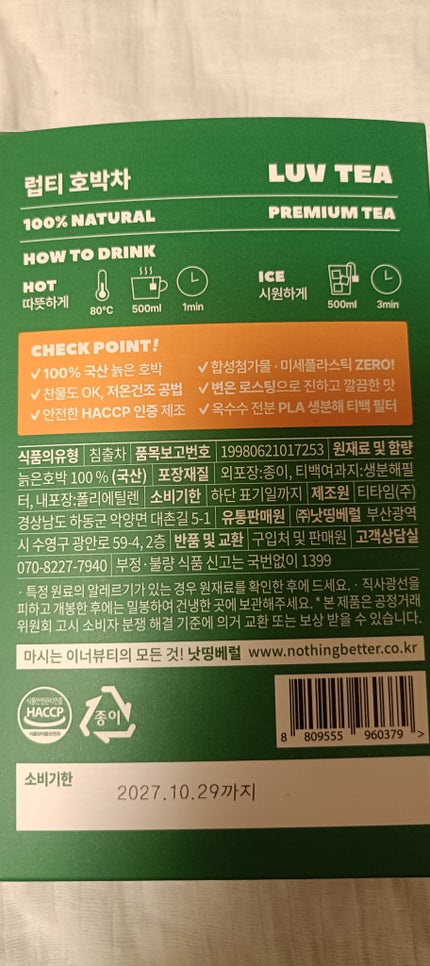 럽티 호박차 LUV TEA
100% NATURAL PREMIUM TEA
HOW TO DRINK
HOT 따뜻하게 80°C 500ml 1min ICE 시원하게 500ml 3min
CHECK POINT!
✓ 100% 국산 늙은 호박 ✓ 합성첨가물 · 미세플라스틱 ZERO!
✓ 찬물도 OK, 저온건조 공법 ✓ 변온 로스팅으로 진하고 깔끔한 맛
✓ 안전한 HACCP 인증 제조 ✓ 옥수수 전분 PLA 생분해 티백 필터
식품의유형 침출차 품목보고번호 19980621017253 원재료 및 함량
늙은호박 100 % (국산) 포장재질 외포장:종이, 티백여과지:생분해필
터, 내포장:폴리에틸렌 소비기한 하단 표기일까지 제조원 티타임(주)
경상남도 하동군 악양면 대촌길 5-1 유통판매원 ㈜낫띵베럴 부산광역
시 수영구 광안로 59-4, 2층 반품 및 교환 구입처 및 판매원 고객상담실
070-8227-7940 부정·불량 식품 신고는 국번없이 1399
· 특정 원료의 알레르기가 있는 경우 원재료를 확인한 후에 드세요. · 직사광선을
피하고 개봉한 후에는 밀봉하여 건냉한 곳에 보관해주세요. * 본 제품은 공정거래
위원회 고시 소비자 분쟁 해결 기준에 의거 교환 또는 보상 받을 수 있습니다.
마시는 이너뷰티의 모든 것! 낫띵베럴 www.nothingbetter.co.kr
식품안전관리인증
HACCP
식품의약품안전처
종이
8 809555 960379 >
소비기한
2027.10.29까지